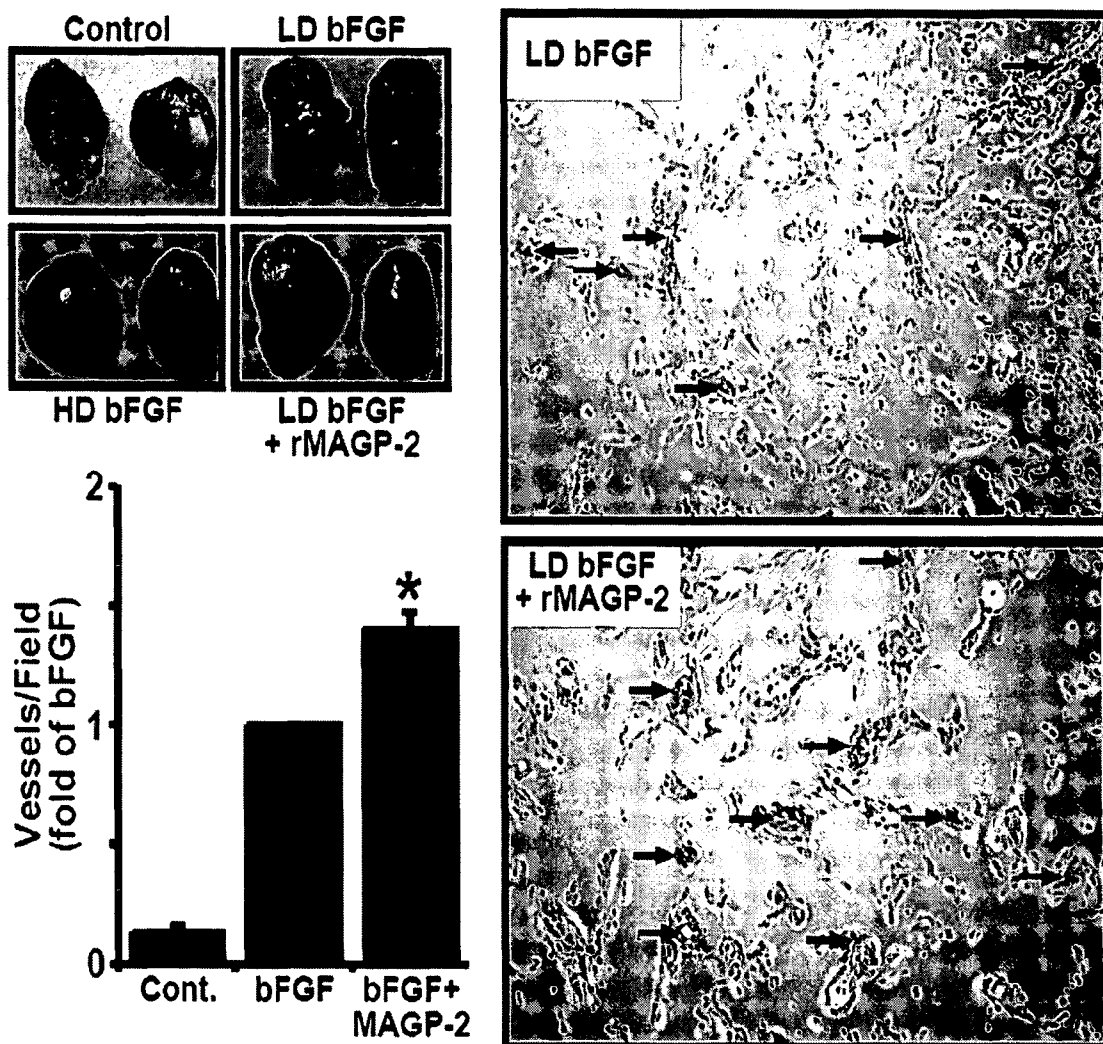 Control
LD bFGF
HD bFGF
LD bFGF
+ rMAGP-2
LD bFGF
LD bFGF
+ rMAGP-2
Vessels/Field
(fold of bFGF)
2
1
0
*
Cont.
bFGF
bFGF+
MAGP-2